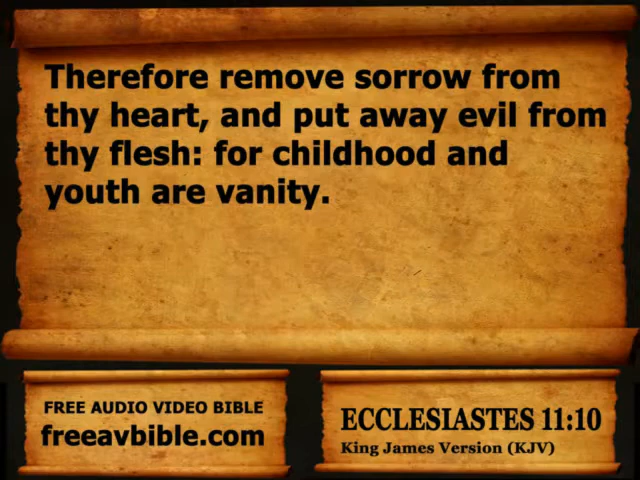 Therefore remove sorrow from
thy heart, and put away evil from
thy flesh: for childhood and
youth are vanity.
FREE AUDIO VIDEO BIBLE
freeavbible.com
ECCLESIASTES 11:10
King James Version (KJV)